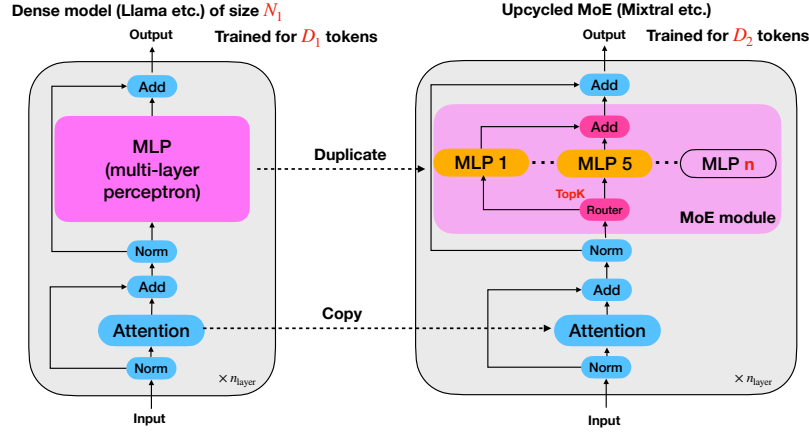 Dense model (Llama etc.) of size N₁
Trained for D₁ tokens
Output
Add
MLP
(multi-layer
perceptron)
Norm
Add
Attention
Norm
× n_layer
Input
Duplicate
Copy
Upcycled MoE (Mixtral etc.)
Trained for D₂ tokens
Output
Add
Add
MLP 1
MLP 5
MLP n
TopK
Router
MoE module
Norm
Add
Attention
Norm
× n_layer
Input